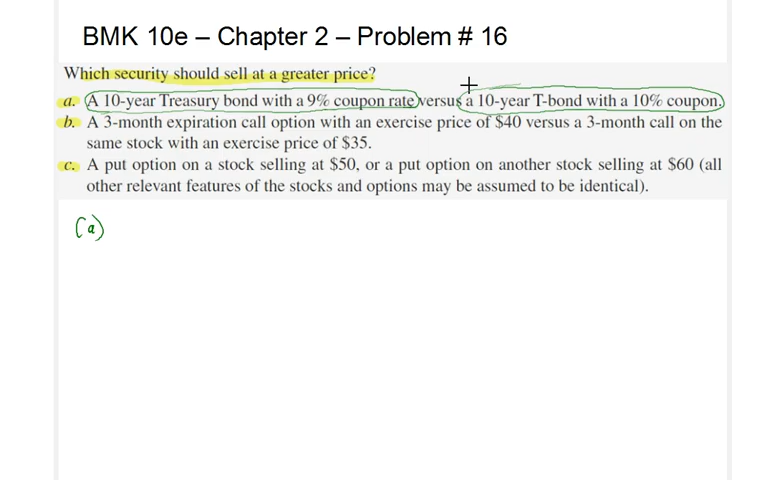 BMK 10e – Chapter 2 – Problem # 16
Which security should sell at a greater price?
a. A 10-year Treasury bond with a 9% coupon rate versus a 10-year T-bond with a 10% coupon.
b. A 3-month expiration call option with an exercise price of $40 versus a 3-month call on the
same stock with an exercise price of $35.
c. A put option on a stock selling at $50, or a put option on another stock selling at $60 (all
other relevant features of the stocks and options may be assumed to be identical).
(a)